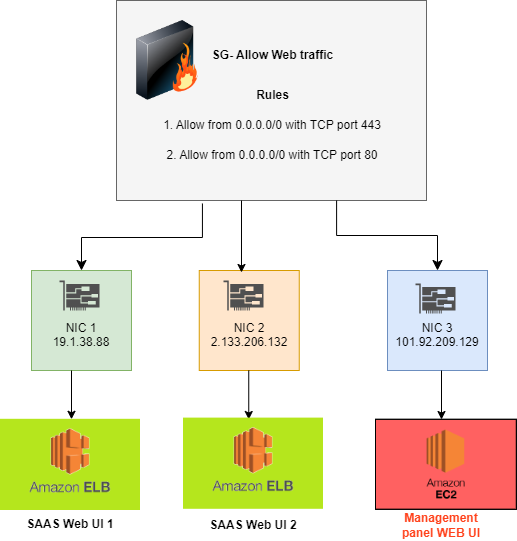 SG- Allow Web traffic
Rules
1. Allow from 0.0.0.0/0 with TCP port 443
2. Allow from 0.0.0.0/0 with TCP port 80
NIC 1
19.1.38.88
NIC 2
2.133.206.132
NIC 3
101.92.209.129
Amazon ELB
Amazon ELB
Amazon
EC2
SAAS Web UI 1
SAAS Web UI 2
Management
panel WEB UI